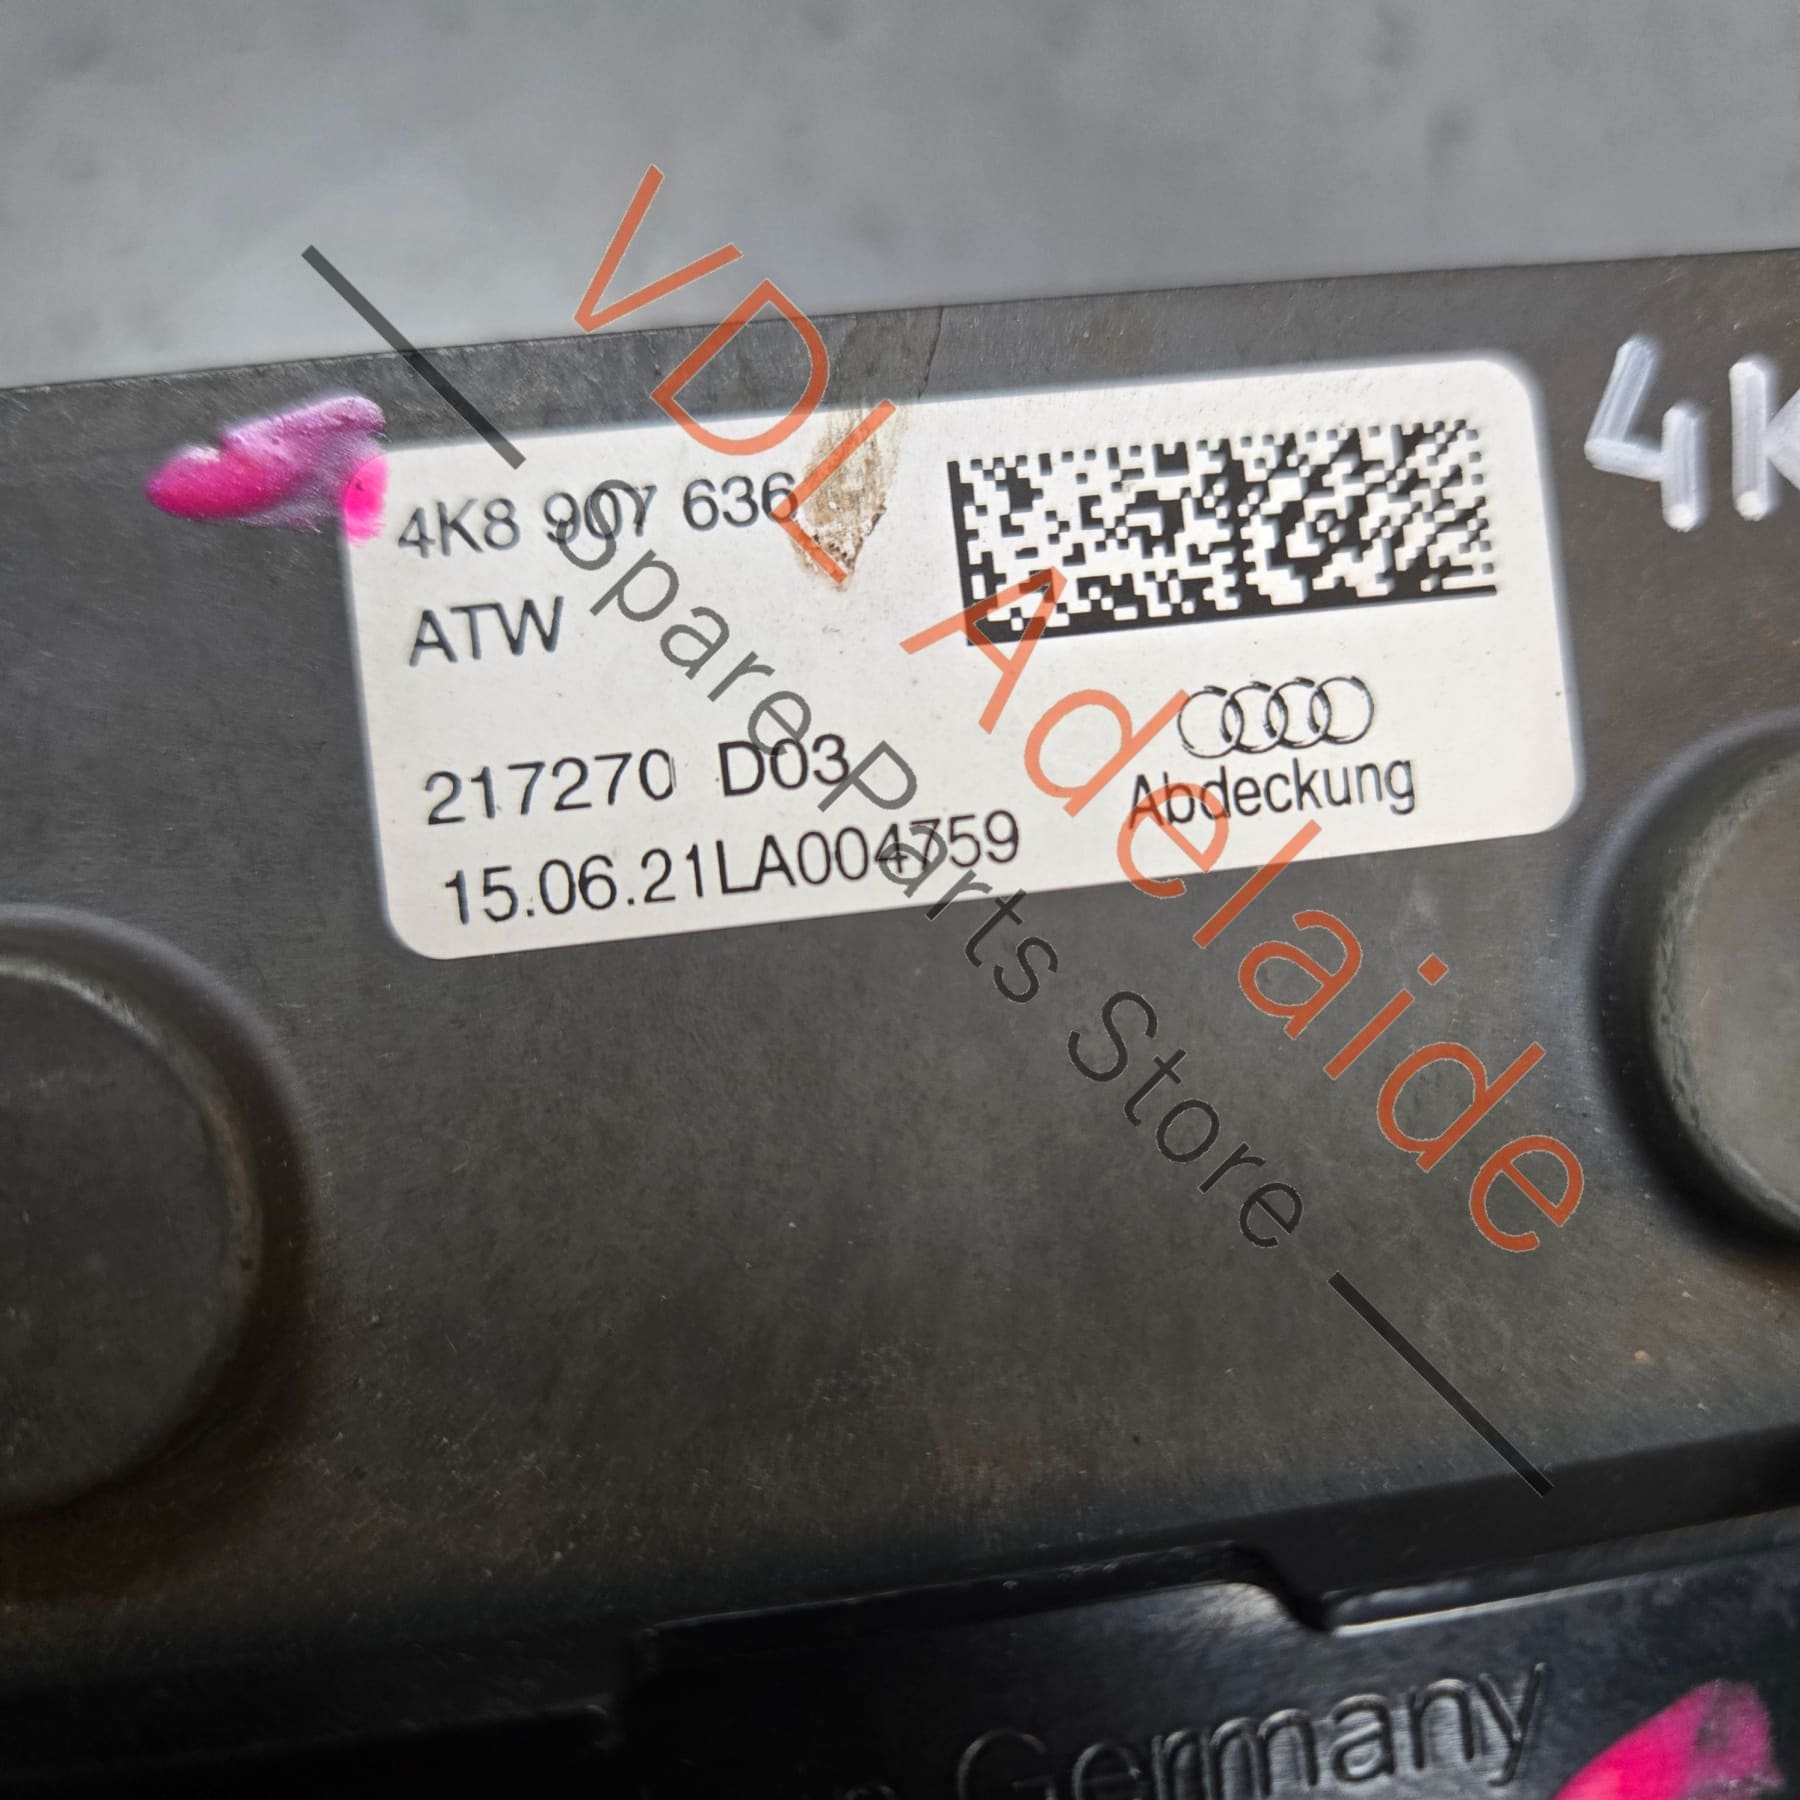 4K8 907 636
ATW
217270 D03
15.06.21LA004759
Abdeckung
4K
Germany
VDL Adelaide
Spare Parts Store